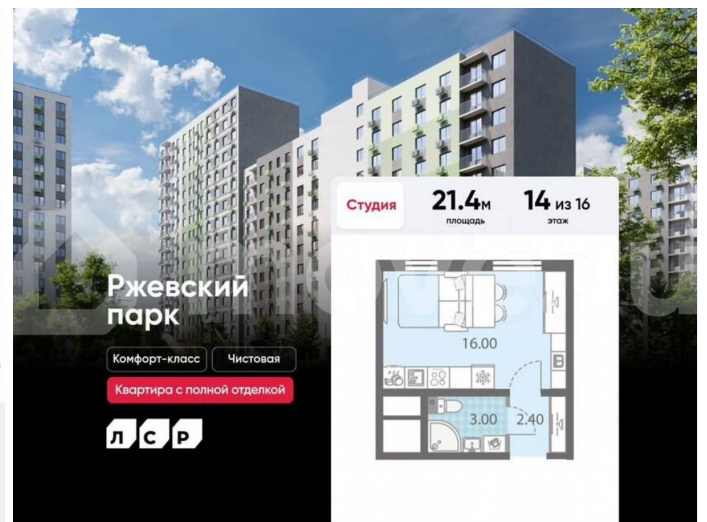 Студия
21.4м
площадь
14 из 16
этаж
Ржевский
парк
Комфорт-класс
Чистовая
Квартира с полной отделкой
ЛСР
16.00
3.00
2.40